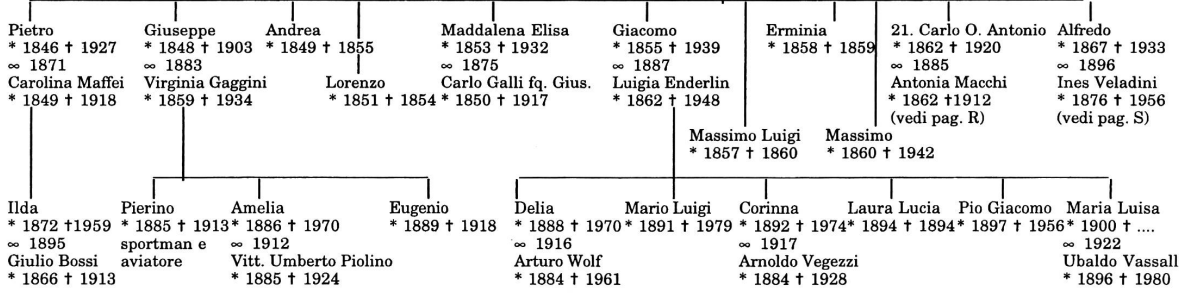 Pietro
* 1846 † 1927
∞ 1871
Carolina Maffei
* 1849 † 1918
Giuseppe
* 1848 † 1903
∞ 1883
Virginia Gaggini
* 1859 † 1934
Andrea
* 1849 † 1855
Lorenzo
* 1851 † 1854
Maddalena Elisa
* 1853 † 1932
∞ 1875
Carlo Galli fq. Gius.
* 1850 † 1917
Giacomo
* 1855 † 1939
∞ 1887
Luigia Enderlin
* 1862 † 1948
Massimo Luigi
* 1857 † 1860
Erminia
* 1858 † 1859
Massimo
* 1860 † 1942
21. Carlo O. Antonio
* 1862 † 1920
∞ 1885
Antonia Macchi
* 1862 †1912
(vedi pag. R)
Alfredo
* 1867 † 1933
∞ 1896
Ines Veladini
* 1876 † 1956
(vedi pag. S)
Ilda
* 1872 †1959
∞ 1895
Giulio Bossi
* 1866 † 1913
Pierino
* 1885 † 1913
sportman e
aviatore
Amelia
* 1886 † 1970
∞ 1912
Vitt. Umberto Piolino
* 1885 † 1924
Eugenio
* 1889 † 1918
Delia
* 1888 † 1970
∞ 1916
Arturo Wolf
* 1884 † 1961
Mario Luigi
* 1891 † 1979
Corinna
* 1892 † 1974
∞ 1917
Arnoldo Vegezzi
* 1884 † 1928
Laura Lucia
* 1894 † 1894
Pio Giacomo
* 1897 † 1956
Maria Luisa
* 1900 † ....
∞ 1922
Ubaldo Vassall
* 1896 † 1980